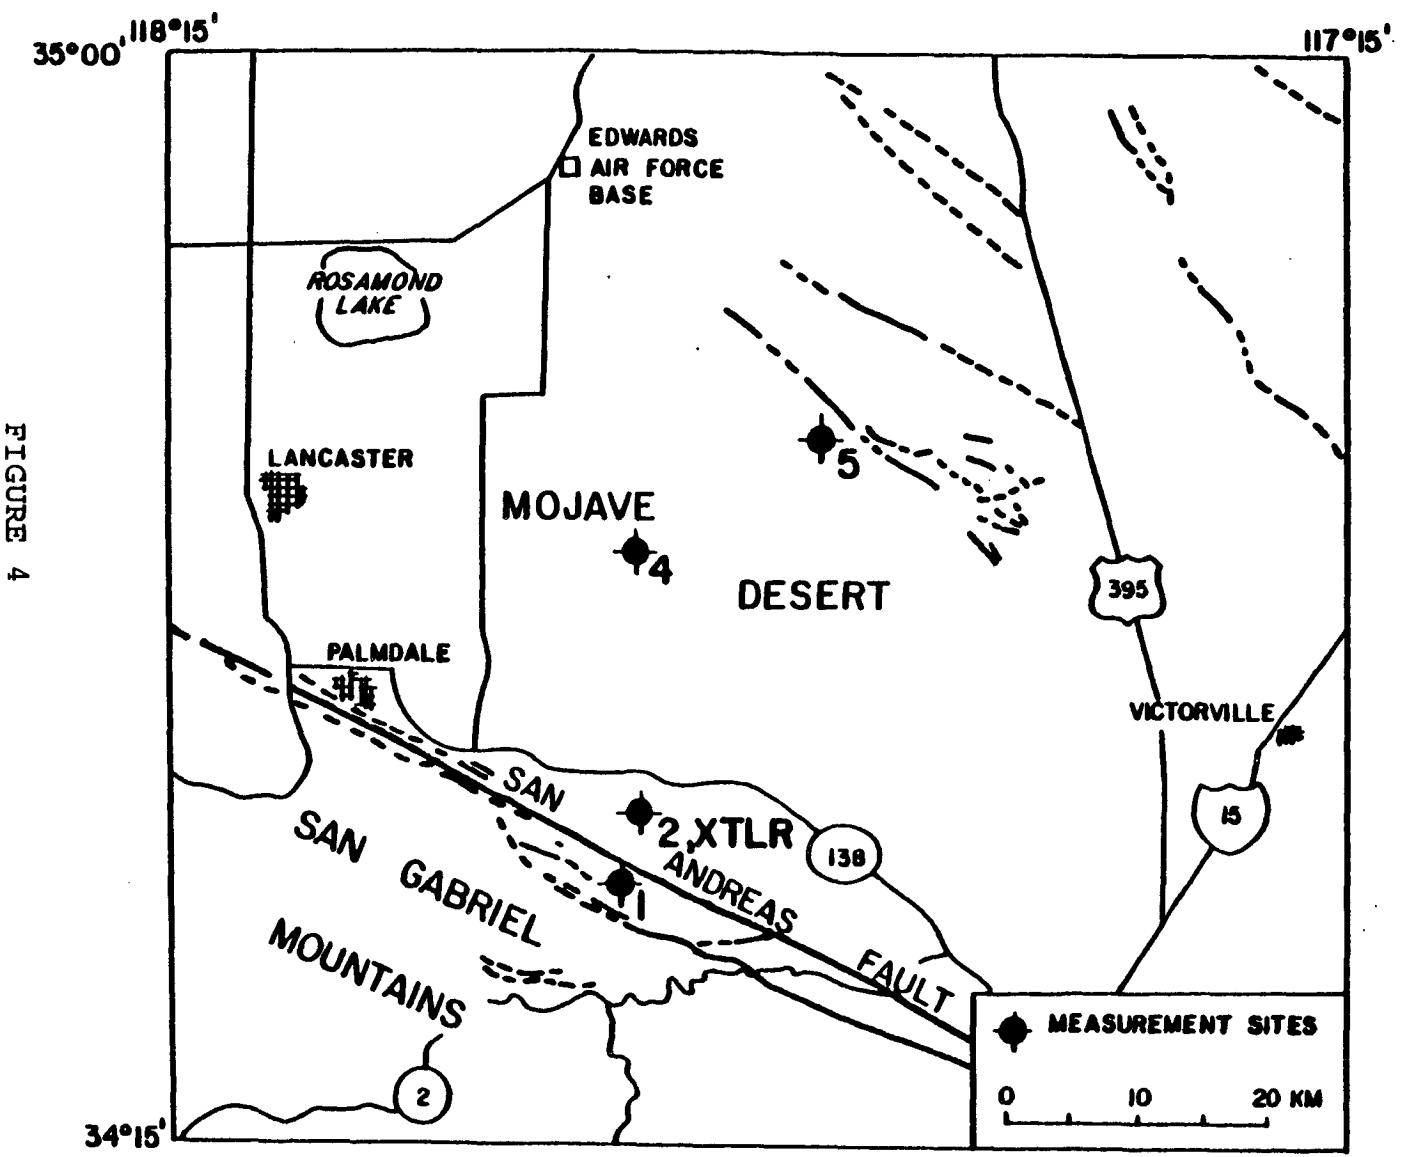 118°15'
35°00'
117°15'
EDWARDS
AIR FORCE
BASE
ROSAMOND
LAKE
LANCASTER
5
MOJAVE
4
DESERT
395
FIGURE 4
PALMDALE
VICTORVILLE
SAN
2,XTLR
15
138
ANDREAS
1
SAN GABRIEL
MOUNTAINS
FAULT
MEASUREMENT SITES
2
0 10 20 KM
34°15'